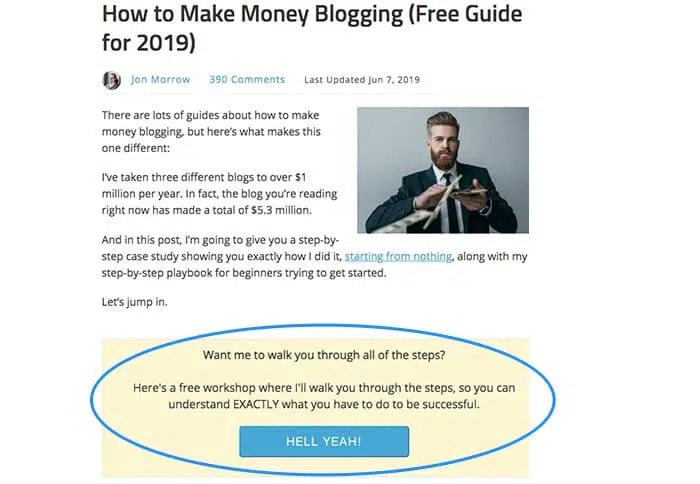 How to Make Money Blogging (Free Guide
for 2019)
Jon Morrow 390 Comments Last Updated Jun 7, 2019
There are lots of guides about how to make
money blogging, but here's what makes this
one different:
I've taken three different blogs to over $1
million per year. In fact, the blog you're reading
right now has made a total of $5.3 million.
And in this post, I'm going to give you a step-by-
step case study showing you exactly how I did it, starting from nothing, along with my
step-by-step playbook for beginners trying to get started.
Let's jump in.
Want me to walk you through all of the steps?
Here's a free workshop where I'll walk you through the steps, so you can
understand EXACTLY what you have to do to be successful.
HELL YEAH!